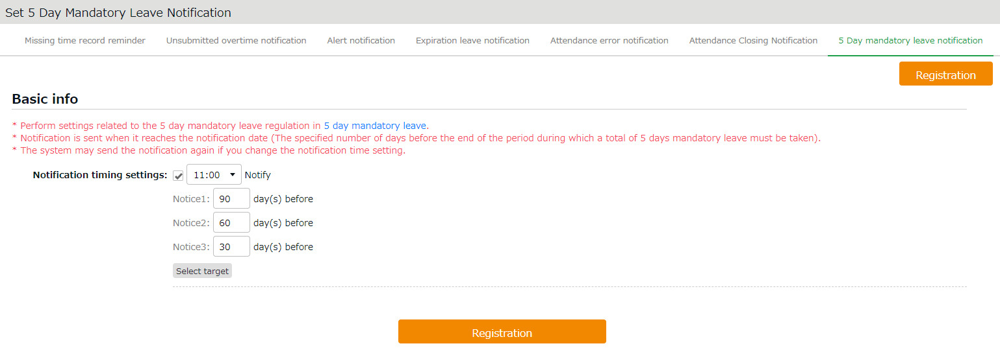 Set 5 Day Mandatory Leave Notification
Missing time record reminder Unsubmitted overtime notification Alert notification Expiration leave notification Attendance error notification Attendance Closing Notification 5 Day mandatory leave notification
Registration
Basic info
* Perform settings related to the 5 day mandatory leave regulation in 5 day mandatory leave.
* Notification is sent when it reaches the notification date (The specified number of days before the end of the period during which a total of 5 days mandatory leave must be taken).
* The system may send the notification again if you change the notification time setting.
Notification timing settings: 11:00 Notify
Notice1: 90 day(s) before
Notice2: 60 day(s) before
Notice3: 30 day(s) before
Select target
Registration